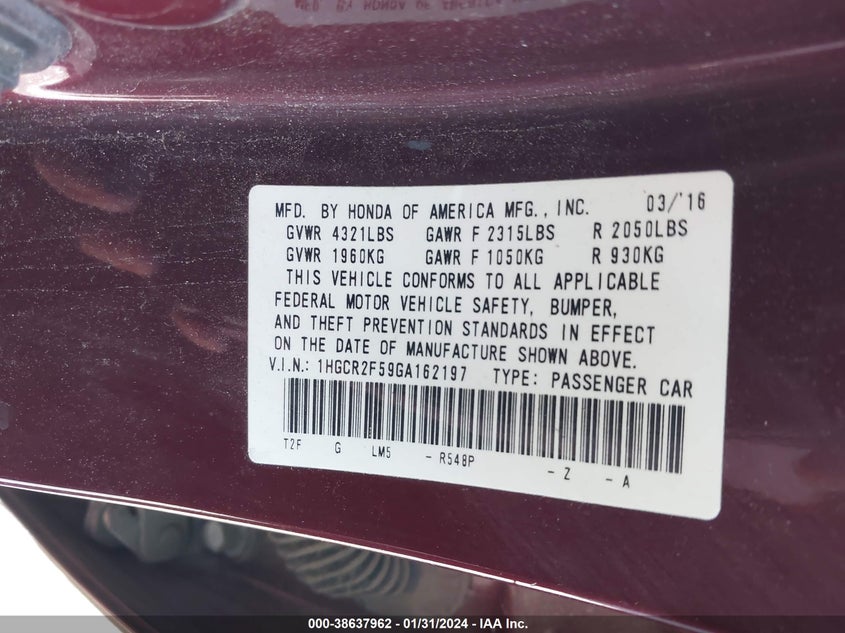 MFD. BY HONDA OF AMERICA MFG., INC. 03/'16
GVWR 4321LBS GAWR F 2315LBS R 2050LBS
GVWR 1960KG GAWR F 1050KG R 930KG
THIS VEHICLE CONFORMS TO ALL APPLICABLE
FEDERAL MOTOR VEHICLE SAFETY, BUMPER,
AND THEFT PREVENTION STANDARDS IN EFFECT
ON THE DATE OF MANUFACTURE SHOWN ABOVE.
V.I.N.: 1HGCR2F59GA162197 TYPE: PASSENGER CAR
T2F G LM5 - R548P - Z - A
000-38637962 - 01/31/2024 - IAA Inc.